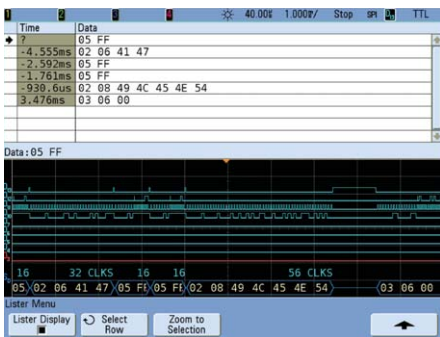 1 2 3 4 40.00% 1.000%/ Stop SPI TTL
Time Data
? 05 FF
-4.555ms 02 06 41 47
-2.592ms 05 FF
-1.761ms 05 FF
-930.6us 02 08 49 4C 45 4E 54
3.476ms 03 06 00
Data:05 FF
16 32 CLKS 16 16 56 CLKS
05 02 06 41 47 05 FF 05 FF 02 08 49 4C 45 4E 54 03 06 00
Lister Menu
Lister Display Select Row Zoom to Selection